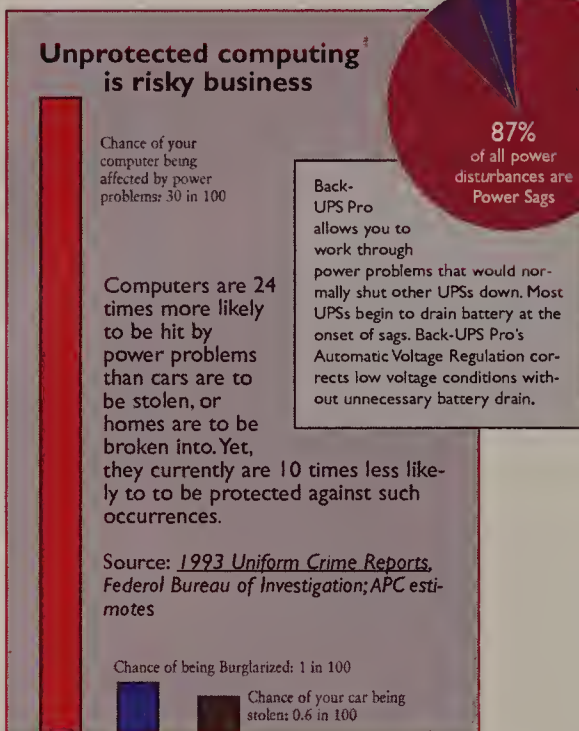 Unprotected computing
is risky business
Chance of your
computer being
affected by power
problems: 30 in 100
87%
of all power
disturbances are
Power Sags
Back-
UPS Pro
allows you to
work through
power problems that would nor-
mally shut other UPSs down. Most
UPSs begin to drain battery at the
onset of sags. Back-UPS Pro's
Automatic Voltage Regulation cor-
rects low voltage conditions with-
out unnecessary battery drain.
Computers are 24
times more likely
to be hit by
power problems
than cars are to
be stolen, or
homes are to be
broken into. Yet,
they currently are 10 times less like-
ly to to be protected against such
occurrences.
Source: 1993 Uniform Crime Reports,
Federal Bureau of Investigation; APC esti-
mates
Chance of being Burglarized: 1 in 100
Chance of your car being
stolen: 0.6 in 100